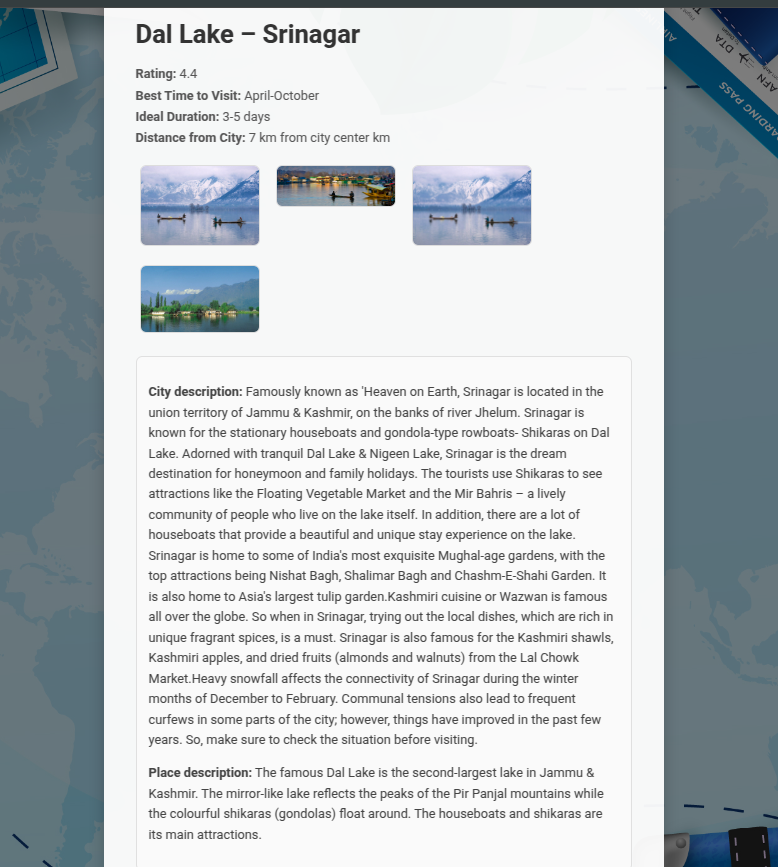 Dal Lake – Srinagar
Rating: 4.4
Best Time to Visit: April-October
Ideal Duration: 3-5 days
Distance from City: 7 km from city center km
City description: Famously known as 'Heaven on Earth, Srinagar is located in the
union territory of Jammu & Kashmir, on the banks of river Jhelum. Srinagar is
known for the stationary houseboats and gondola-type rowboats- Shikaras on Dal
Lake. Adorned with tranquil Dal Lake & Nigeen Lake, Srinagar is the dream
destination for honeymoon and family holidays. The tourists use Shikaras to see
attractions like the Floating Vegetable Market and the Mir Bahris – a lively
community of people who live on the lake itself. In addition, there are a lot of
houseboats that provide a beautiful and unique stay experience on the lake.
Srinagar is home to some of India's most exquisite Mughal-age gardens, with the
top attractions being Nishat Bagh, Shalimar Bagh and Chashm-E-Shahi Garden. It
is also home to Asia's largest tulip garden.Kashmiri cuisine or Wazwan is famous
all over the globe. So when in Srinagar, trying out the local dishes, which are rich in
unique fragrant spices, is a must. Srinagar is also famous for the Kashmiri shawls,
Kashmiri apples, and dried fruits (almonds and walnuts) from the Lal Chowk
Market.Heavy snowfall affects the connectivity of Srinagar during the winter
months of December to February. Communal tensions also lead to frequent
curfews in some parts of the city; however, things have improved in the past few
years. So, make sure to check the situation before visiting.
Place description: The famous Dal Lake is the second-largest lake in Jammu &
Kashmir. The mirror-like lake reflects the peaks of the Pir Panjal mountains while
the colourful shikaras (gondolas) float around. The houseboats and shikaras are
its main attractions.
DTA
AFN
ARDING PASS